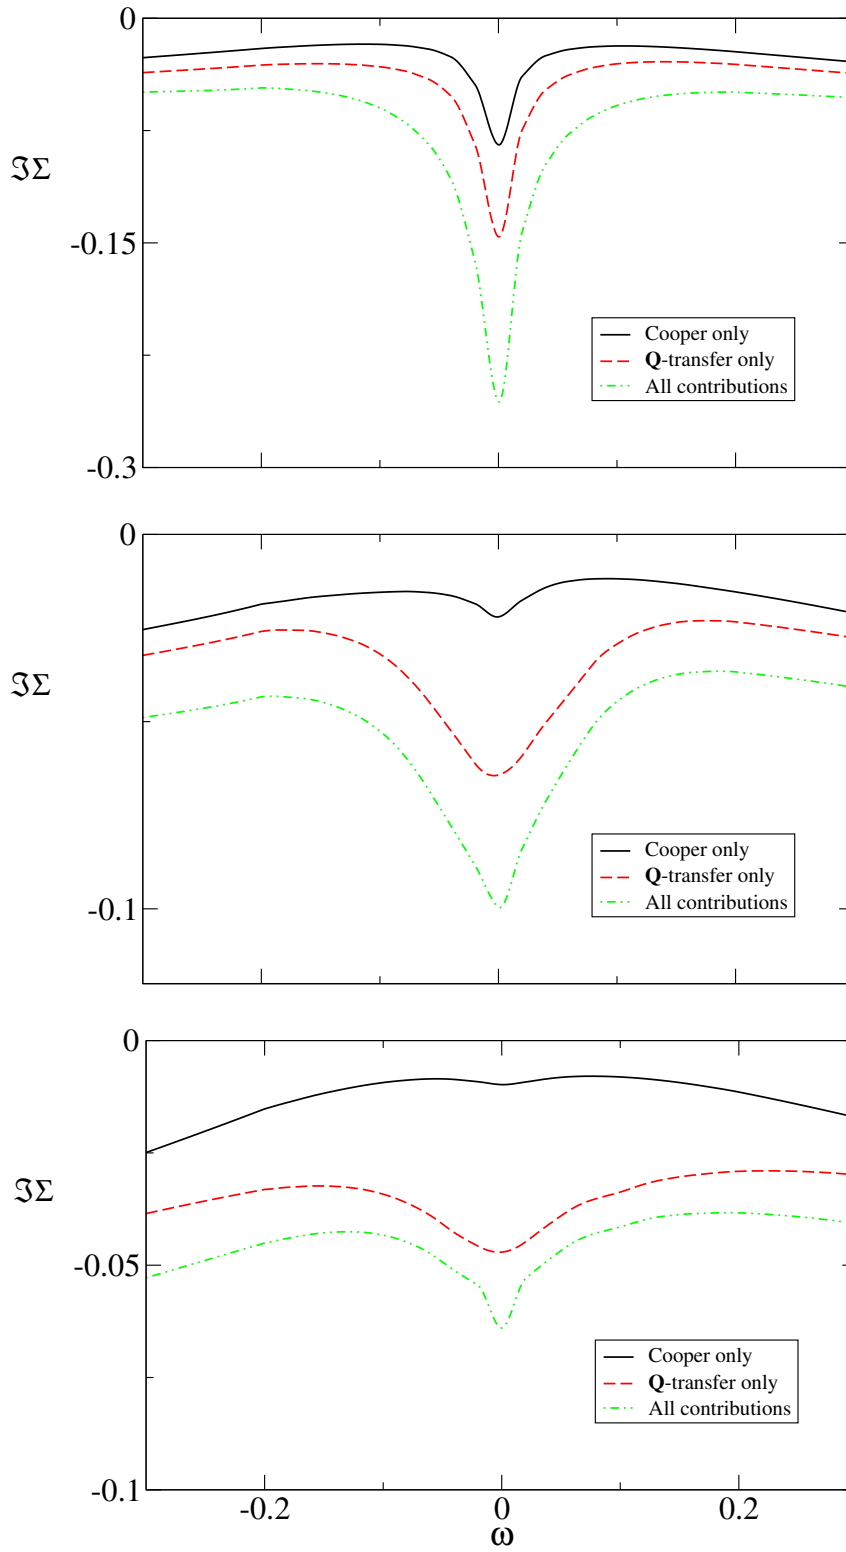 0
ℑΣ
-0.15
Cooper only
Q-transfer only
All contributions
-0.3
0
ℑΣ
Cooper only
Q-transfer only
All contributions
-0.1
0
ℑΣ
-0.05
Cooper only
Q-transfer only
All contributions
-0.1
-0.2 0 0.2
ω